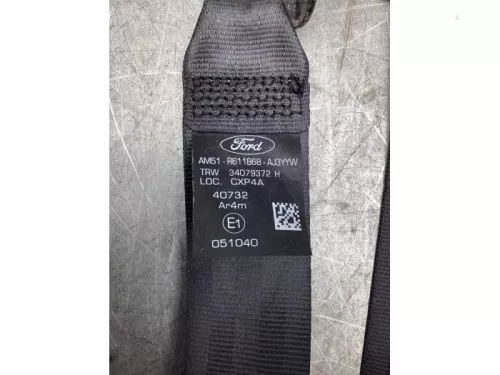 Ford
AM51-R611B68-AJ3YYW
TRW 34079372 H
LOC. CXP4A
40732
Ar4m
E1
051040